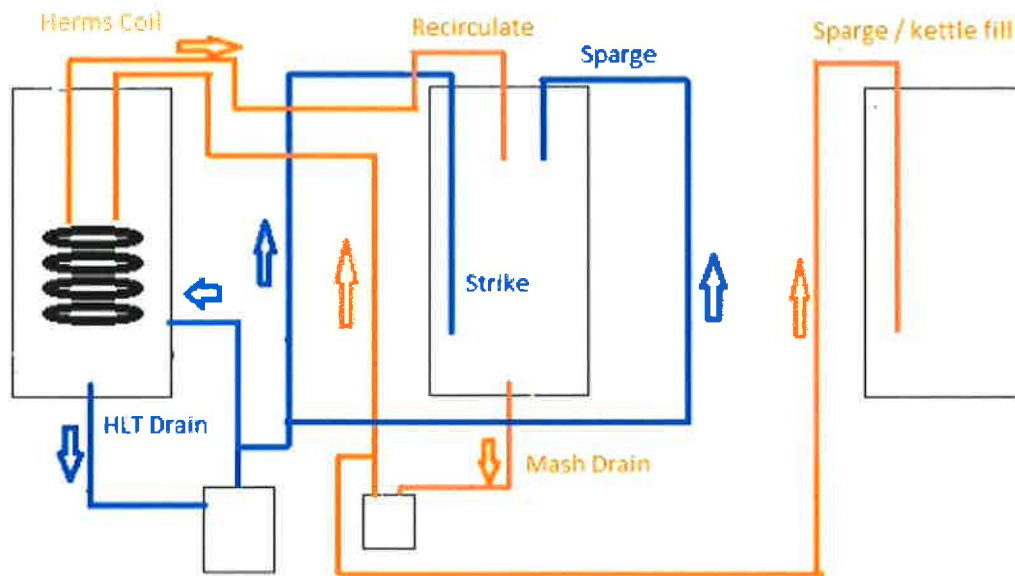 Herms Coil
Recirculate
Sparge / kettle fill
Sparge
Strike
HLT Drain
Mash Drain